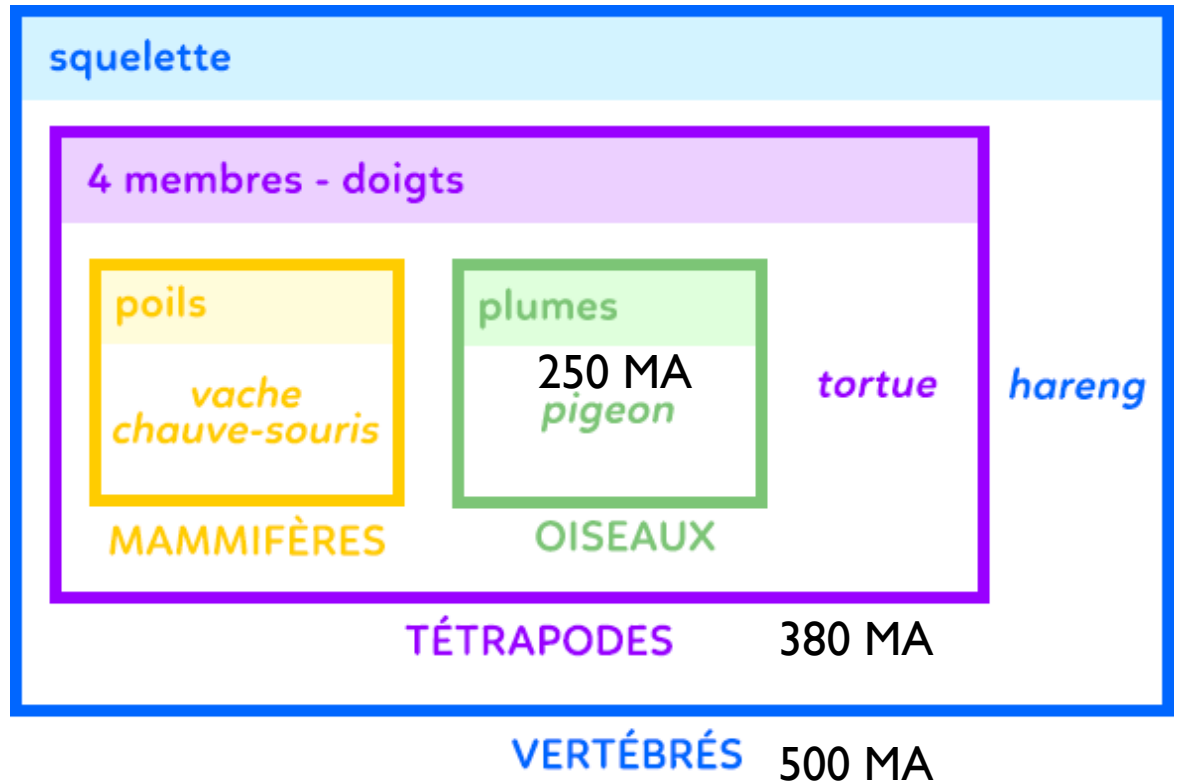 squelette
4 membres - doigts
poils
vache
chauve-souris
MAMMIFÈRES
plumes
250 MA
pigeon
OISEAUX
tortue
hareng
TÉTRAPODES 380 MA
VERTÉBRÉS 500 MA